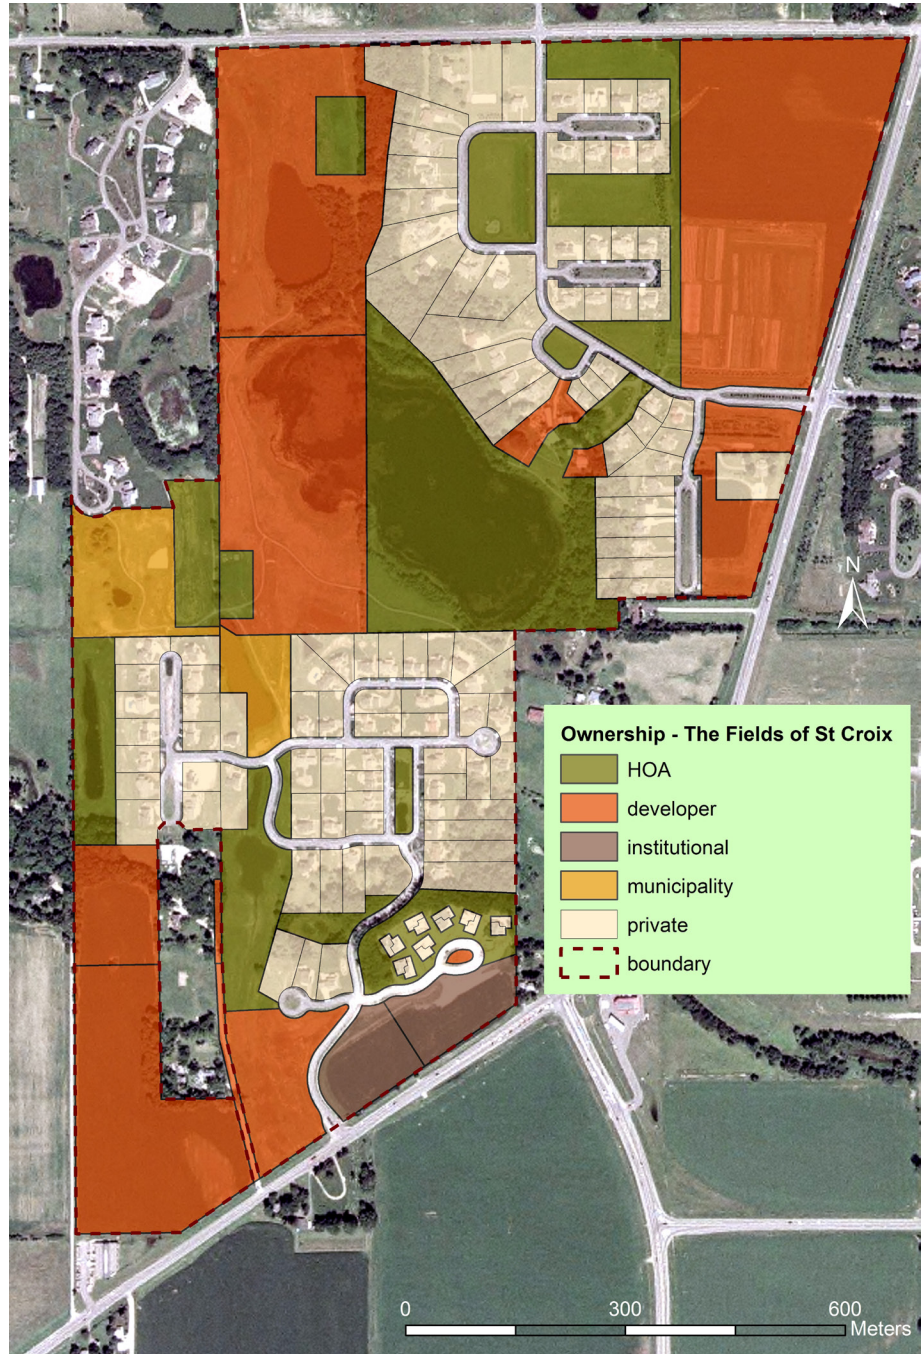 N
Ownership - The Fields of St Croix
HOA
developer
institutional
municipality
private
boundary
0 300 600
Meters